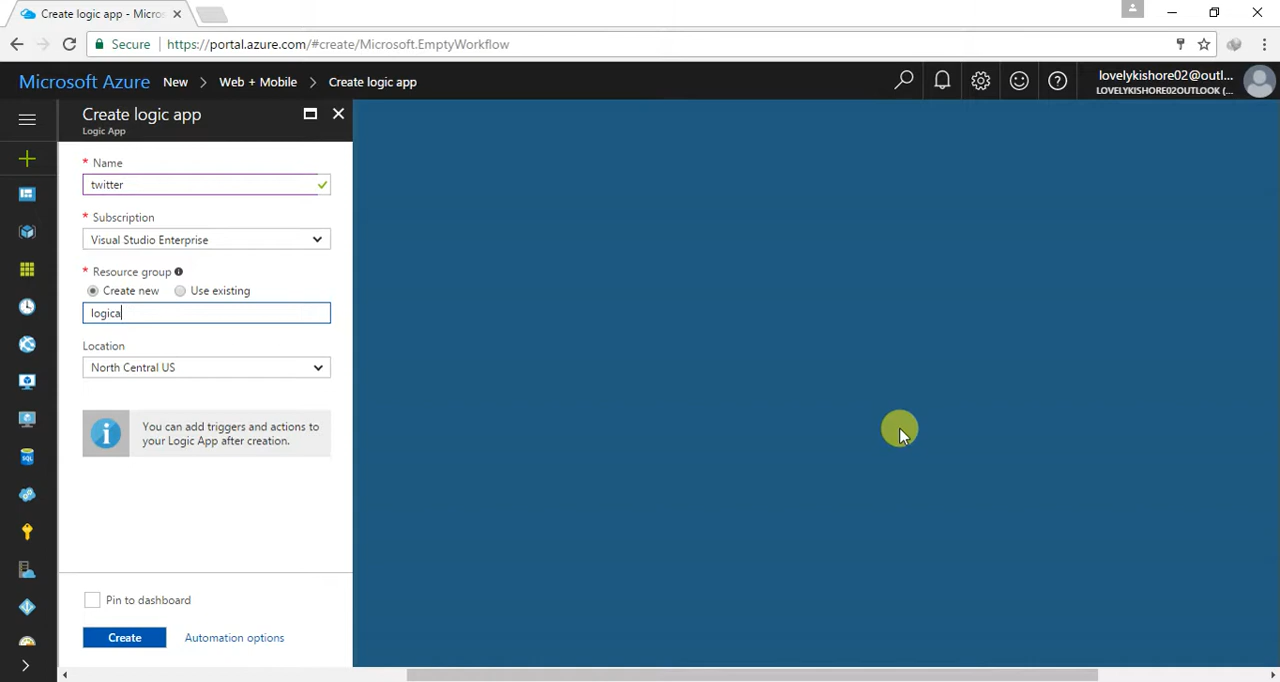 Create logic app - Micros
Secure
https://portal.azure.com/#create/Microsoft.EmptyWorkflow
Microsoft Azure New > Web + Mobile > Create logic app
lovelykishore02@outl...
LOVELYKISHORE02OUTLOOK (...
Create logic app
Logic App
* Name
twitter
* Subscription
Visual Studio Enterprise
* Resource group
Create new Use existing
logica
Location
North Central US
You can add triggers and actions to
your Logic App after creation.
Pin to dashboard
Create Automation options